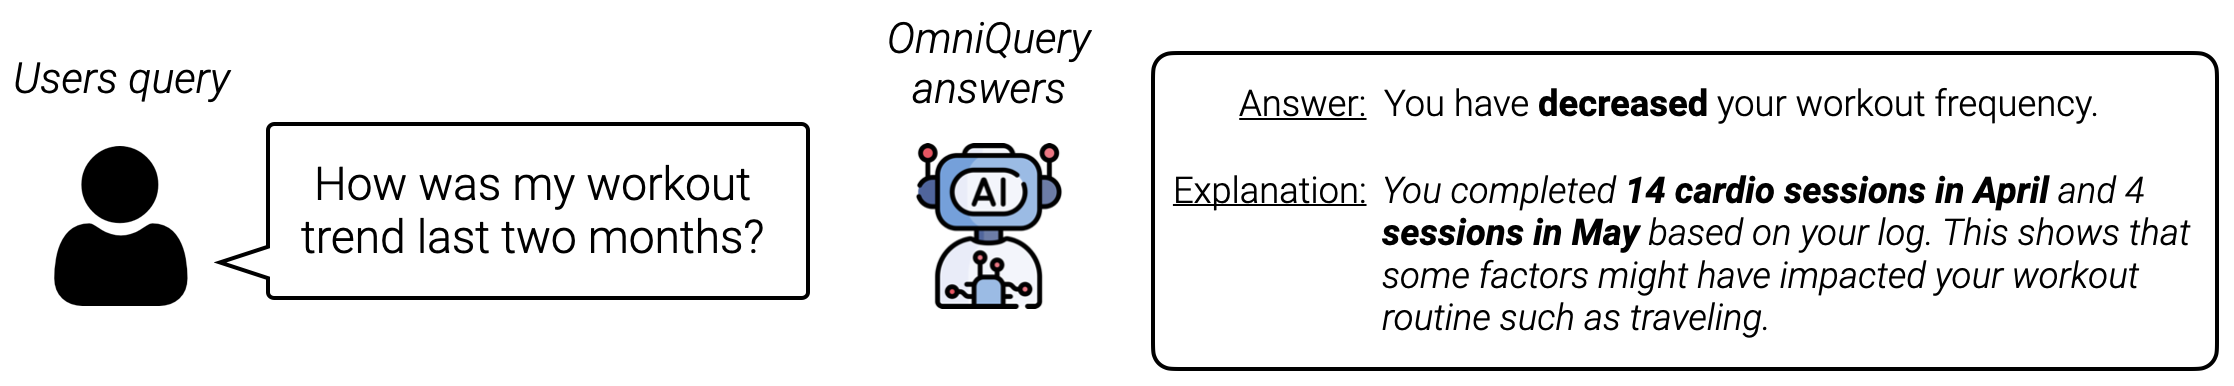 Users query
How was my workout
trend last two months?
OmniQuery
answers
AI
Answer: You have decreased your workout frequency.
Explanation: You completed 14 cardio sessions in April and 4
sessions in May based on your log. This shows that
some factors might have impacted your workout
routine such as traveling.